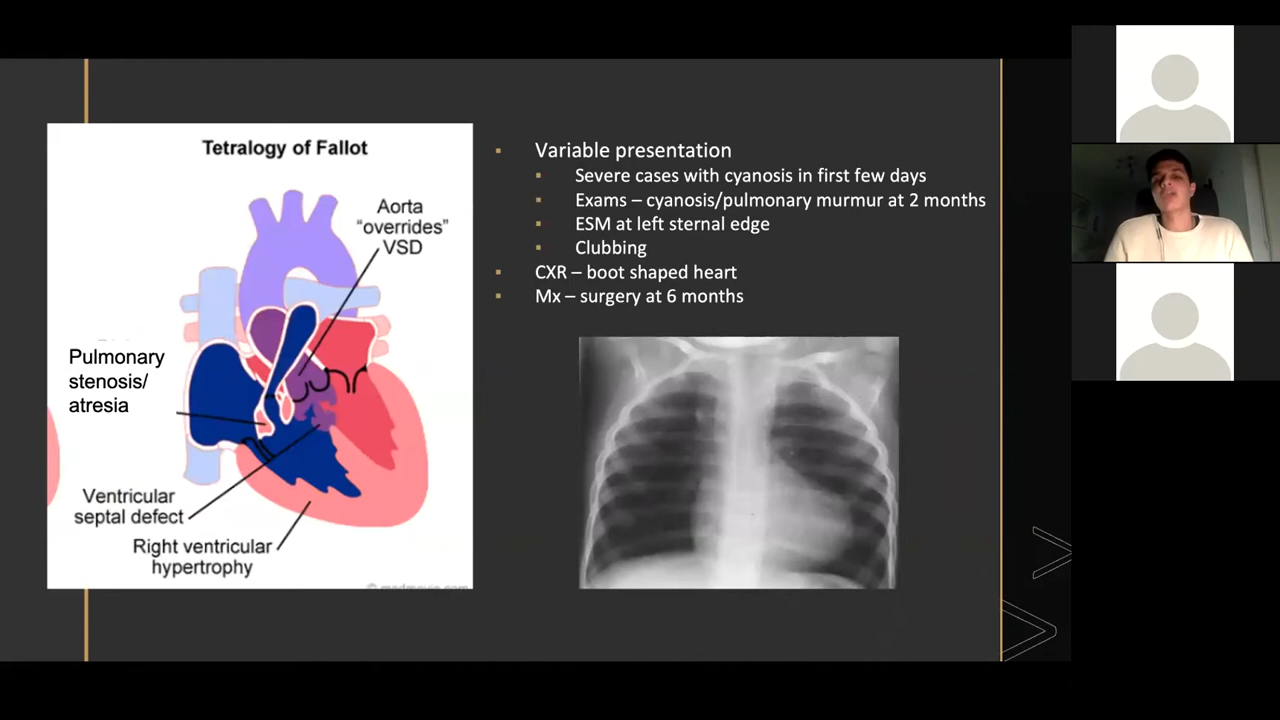 Tetralogy of Fallot
Aorta
“overrides”
VSD
Pulmonary
stenosis/
atresia
Ventricular
septal defect
Right ventricular
hypertrophy
Variable presentation
Severe cases with cyanosis in first few days
Exams – cyanosis/pulmonary murmur at 2 months
ESM at left sternal edge
Clubbing
CXR – boot shaped heart
Mx – surgery at 6 months